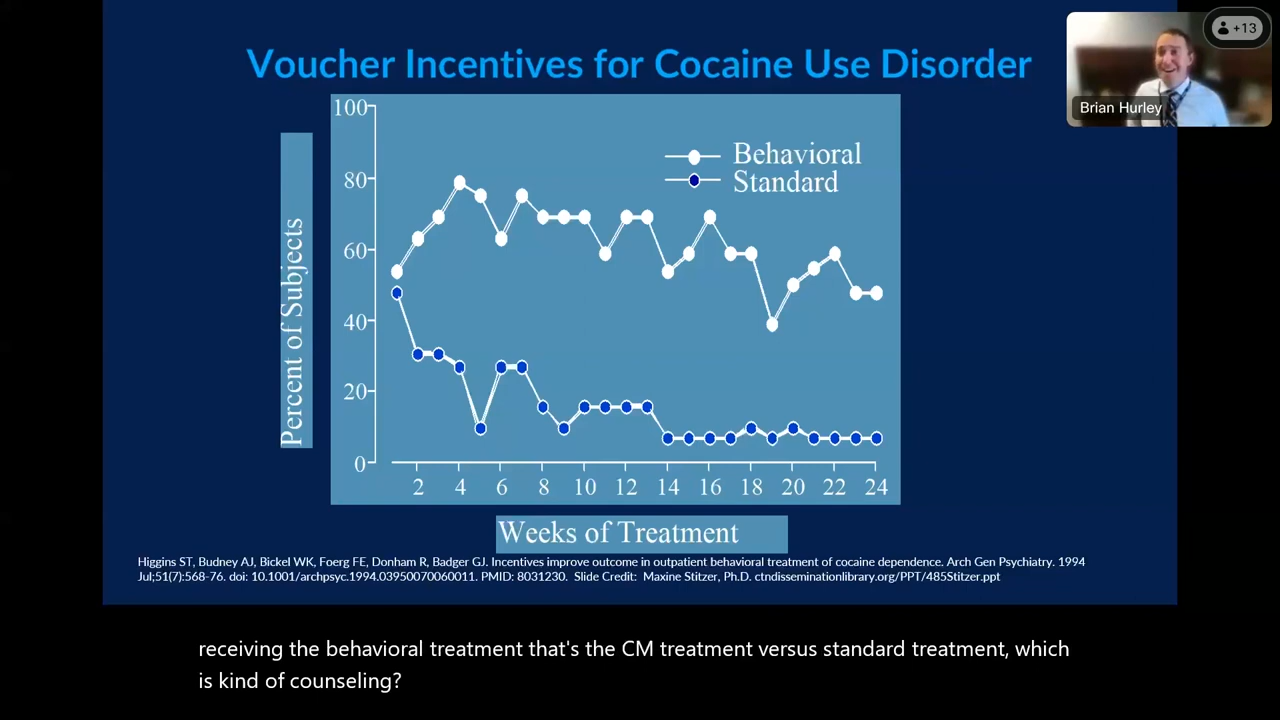 +13
Brian Hurley
Voucher Incentives for Cocaine Use Disorder
100
80
60
40
20
0
Percent of Subjects
Behavioral
Standard
2 4 6 8 10 12 14 16 18 20 22 24
Weeks of Treatment
Higgins ST, Budney AJ, Bickel WK, Foerg FE, Donham R, Badger GJ. Incentives improve outcome in outpatient behavioral treatment of cocaine dependence. Arch Gen Psychiatry. 1994
Jul;51(7):568-76. doi: 10.1001/archpsyc.1994.03950070060011. PMID: 8031230. Slide Credit: Maxine Stitzer, Ph.D. ctndisseminationlibrary.org/PPT/485Stitzer.ppt
receiving the behavioral treatment that's the CM treatment versus standard treatment, which
is kind of counseling?